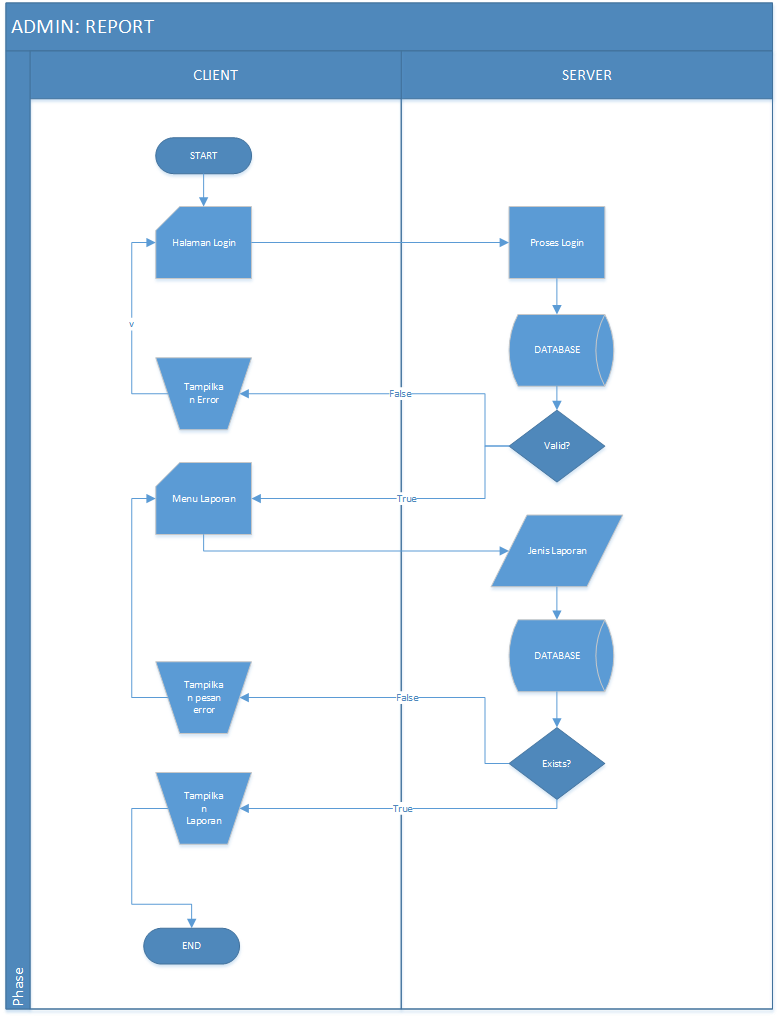 ADMIN: REPORT
CLIENT
SERVER
START
Halaman Login
Proses Login
v
DATABASE
Tampilka
n Error
False
Valid?
Menu Laporan
True
Jenis Laporan
DATABASE
Tampilka
n pesan
error
False
Exists?
Tampilka
n
Laporan
True
END
Phase